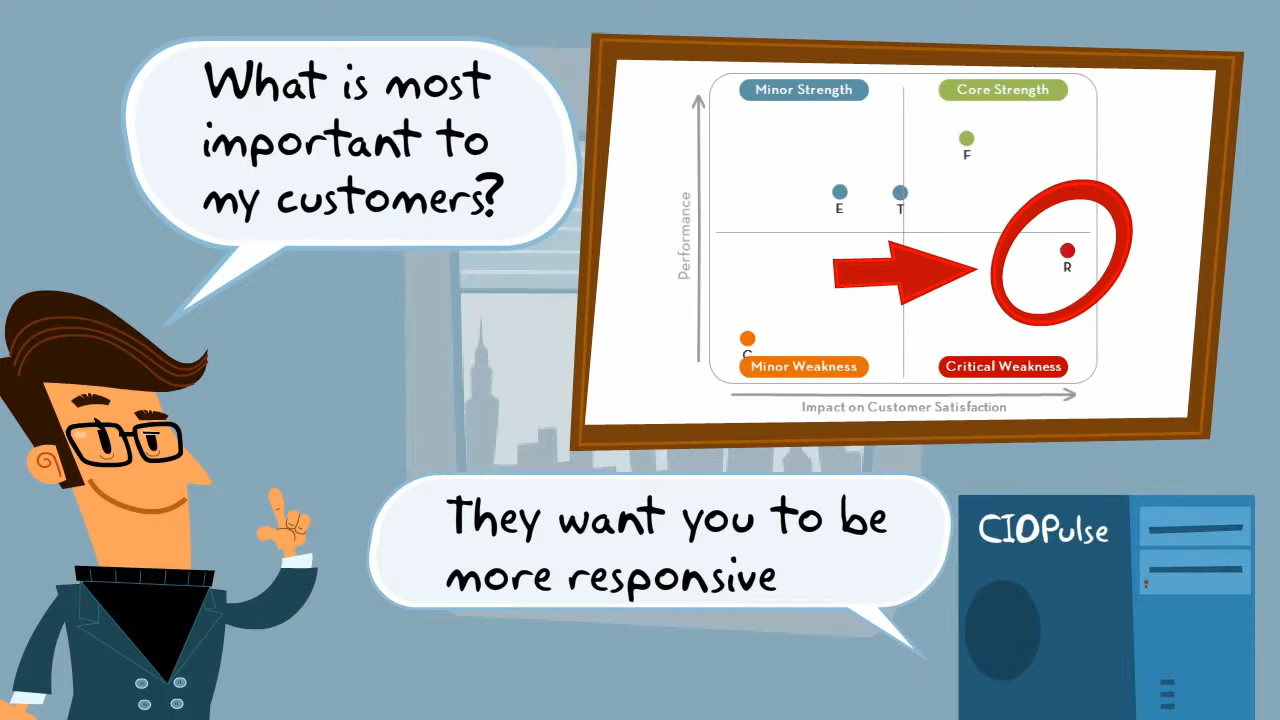 What is most
important to
my customers?
Minor Strength
Core Strength
F
E
T
R
Performance
Minor Weakness
Critical Weakness
Impact on Customer Satisfaction
They want you to be
more responsive
CIOPulse